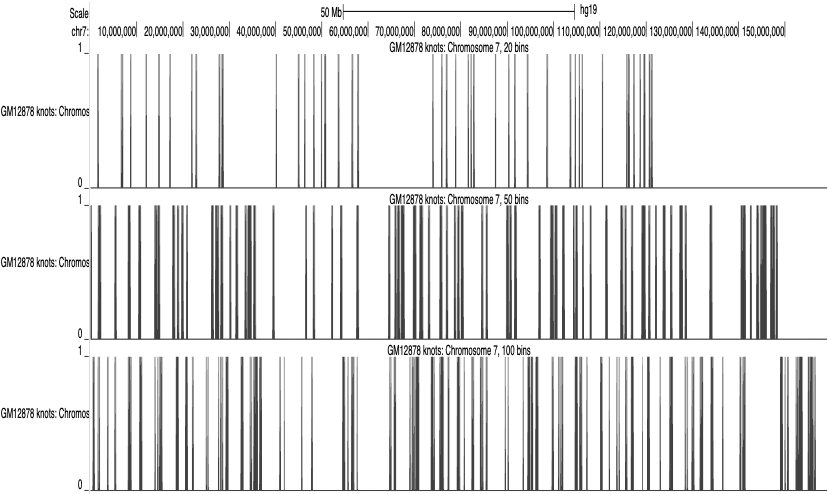 Scale 50 Mb hg19
chr7: 10,000,000 20,000,000 30,000,000 40,000,000 50,000,000 60,000,000 70,000,000 80,000,000 90,000,000 100,000,000 110,000,000 120,000,000 130,000,000 140,000,000 150,000,000
GM12878 knots: Chromosome 7, 20 bins
1
GM12878 knots: Chromos
0
GM12878 knots: Chromosome 7, 50 bins
1
GM12878 knots: Chromos
0
GM12878 knots: Chromosome 7, 100 bins
1
GM12878 knots: Chromos
0